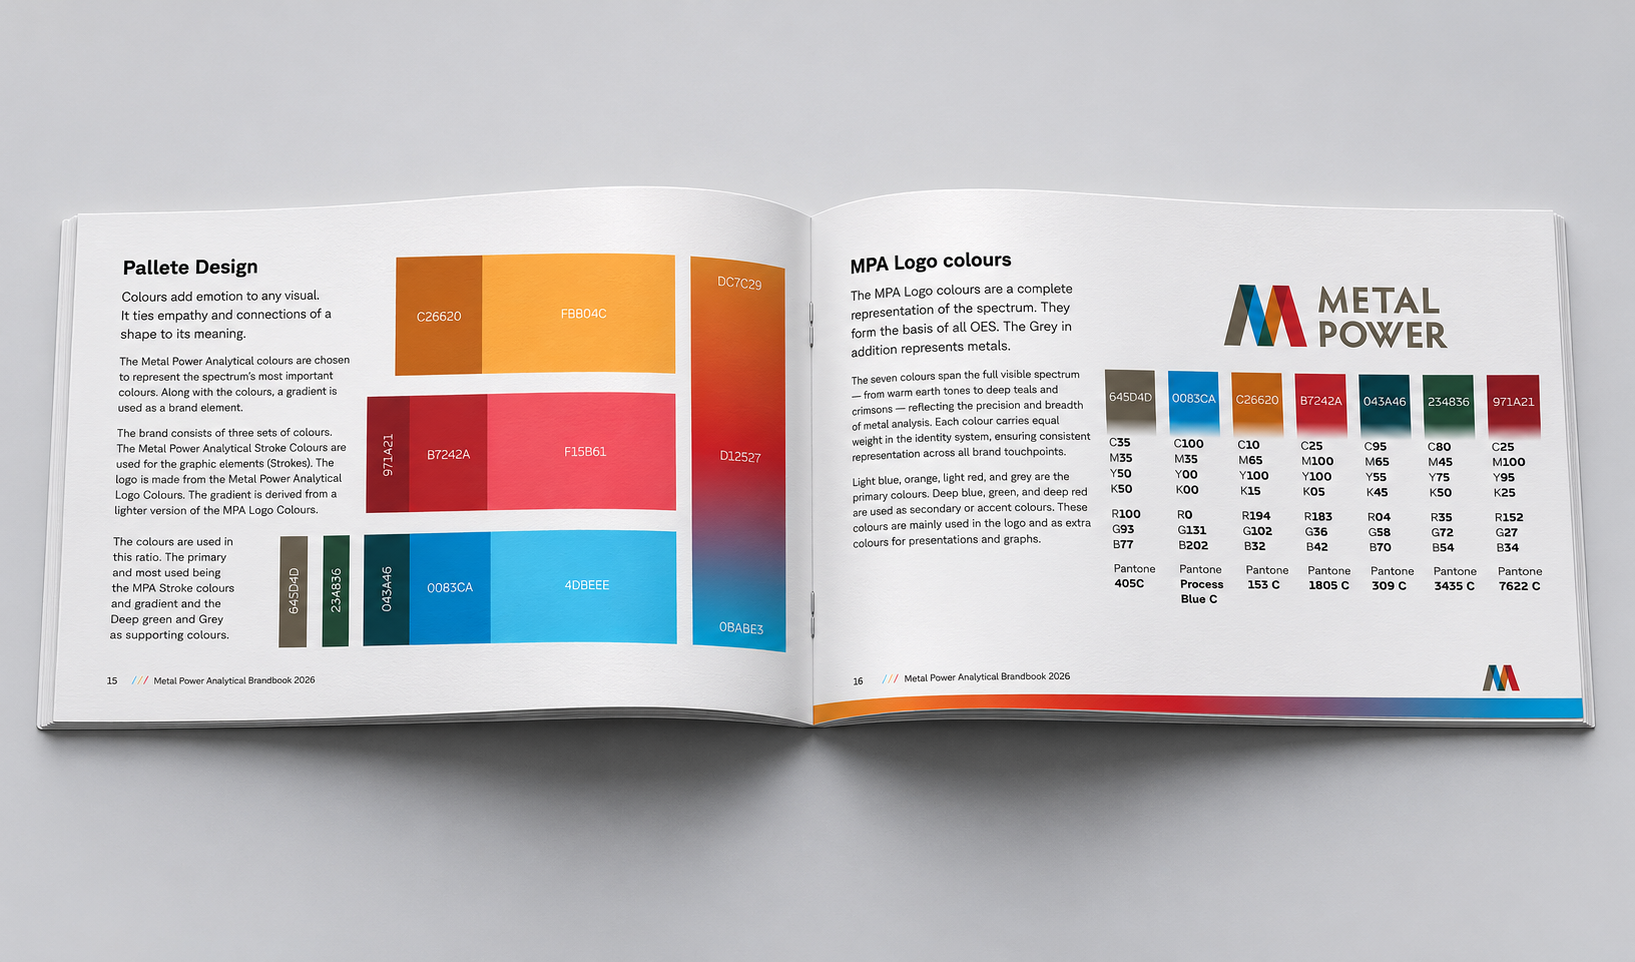 Pallete Design
Colours add emotion to any visual.
It ties empathy and connections of a
shape to its meaning.
The Metal Power Analytical colours are chosen
to represent the spectrum's most important
colours. Along with the colours, a gradient is
used as a brand element.
The brand consists of three sets of colours.
The Metal Power Analytical Stroke Colours are
used for the graphic elements (Strokes). The
logo is made from the Metal Power Analytical
Logo Colours. The gradient is derived from a
lighter version of the MPA Logo Colours.
The colours are used in
this ratio. The primary
and most used being
the MPA Stroke colours
and gradient and the
Deep green and Grey
as supporting colours.
C26620
FBB04C
971A21
B7242A
F15B61
645D4D
23A836
043A46
0083CA
4DBEEE
DC7C29
D12527
0BABE3
15
Metal Power Analytical Brandbook 2026
MPA Logo colours
The MPA Logo colours are a complete
representation of the spectrum. They
form the basis of all OES. The Grey in
addition represents metals.
The seven colours span the full visible spectrum
— from warm earth tones to deep teals and
crimsons — reflecting the precision and breadth
of metal analysis. Each colour carries equal
weight in the identity system, ensuring consistent
representation across all brand touchpoints.
Light blue, orange, light red, and grey are the
primary colours. Deep blue, green, and deep red
are used as secondary or accent colours. These
colours are mainly used in the logo and as extra
colours for presentations and graphs.
METAL
POWER
645D4D 0083CA C26620 B7242A 043A46 234836 971A21
C35 C100 C10 C25 C95 C80 C25
M35 M35 M65 M100 M65 M45 M100
Y50 Y00 Y100 Y100 Y55 Y75 Y95
K50 K00 K15 K05 K45 K50 K25
R100 R0 R194 R183 R04 R35 R152
G93 G131 G102 G36 G58 G72 G27
B77 B202 B32 B42 B70 B54 B34
Pantone Pantone Pantone Pantone Pantone Pantone Pantone
405C Process 153 C 1805 C 309 C 3435 C 7622 C
Blue C
16
Metal Power Analytical Brandbook 2026